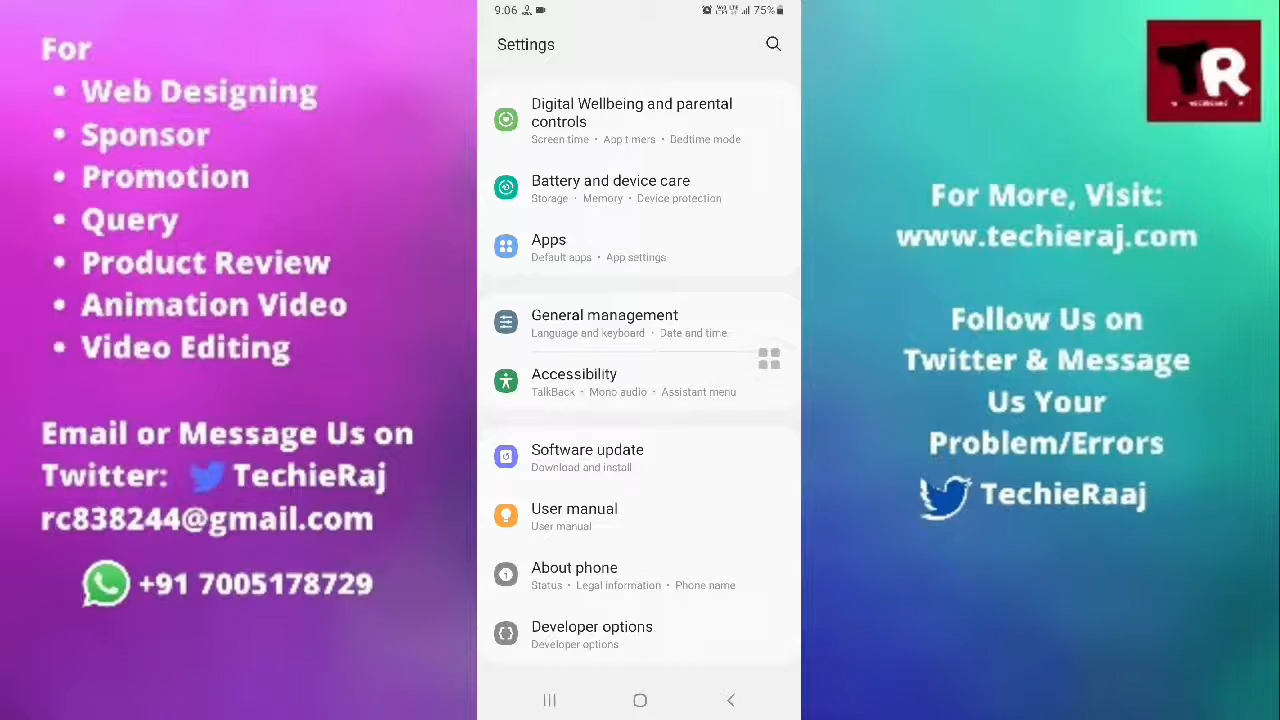 For
• Web Designing
• Sponsor
• Promotion
• Query
• Product Review
• Animation Video
• Video Editing
Email or Message Us on
Twitter: TechieRaj
rc838244@gmail.com
+91 7005178729
9:06
75%
Settings
Digital Wellbeing and parental
controls
Screen time • App timers • Bedtime mode
Battery and device care
Storage • Memory • Device protection
Apps
Default apps • App settings
General management
Language and keyboard • Date and time
Accessibility
TalkBack • Mono audio • Assistant menu
Software update
Download and install
User manual
User manual
About phone
Status • Legal information • Phone name
Developer options
Developer options
TR
For More, Visit:
www.techieraj.com
Follow Us on
Twitter & Message
Us Your
Problem/Errors
TechieRaaj